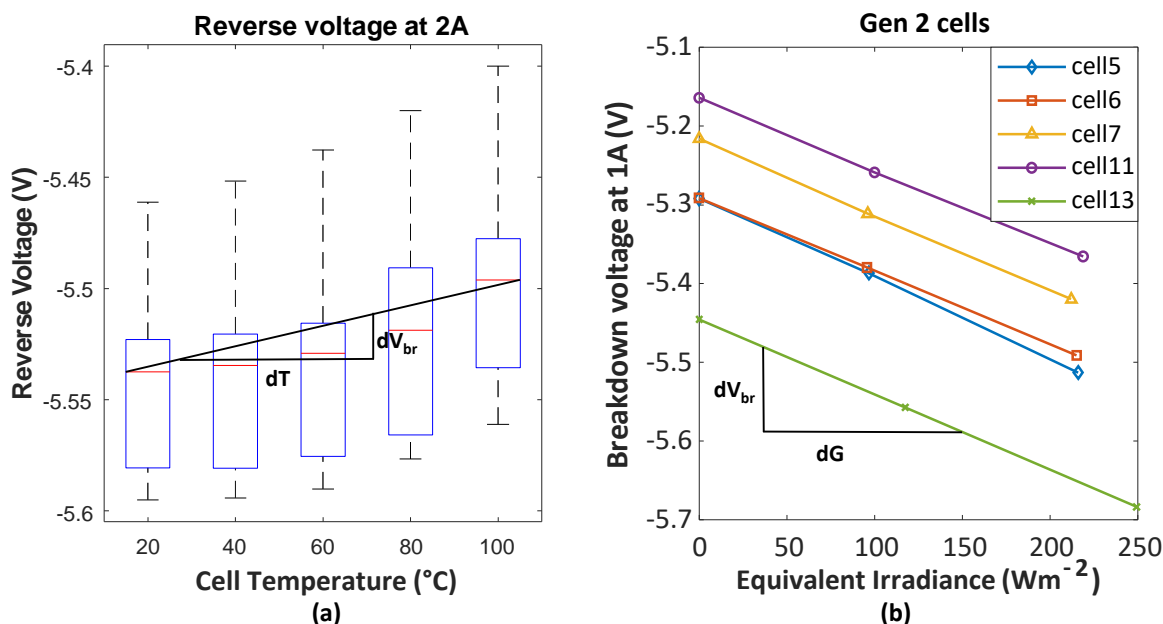 Reverse voltage at 2A
Reverse Voltage (V)
-5.4
-5.45
-5.5
-5.55
-5.6
dV_br
dT
20 40 60 80 100
Cell Temperature (°C)
(a)
Gen 2 cells
Breakdown voltage at 1A (V)
-5.1
-5.2
-5.3
-5.4
-5.5
-5.6
-5.7
cell5
cell6
cell7
cell11
cell13
dV_br
dG
0 50 100 150 200 250
Equivalent Irradiance (Wm^-2)
(b)